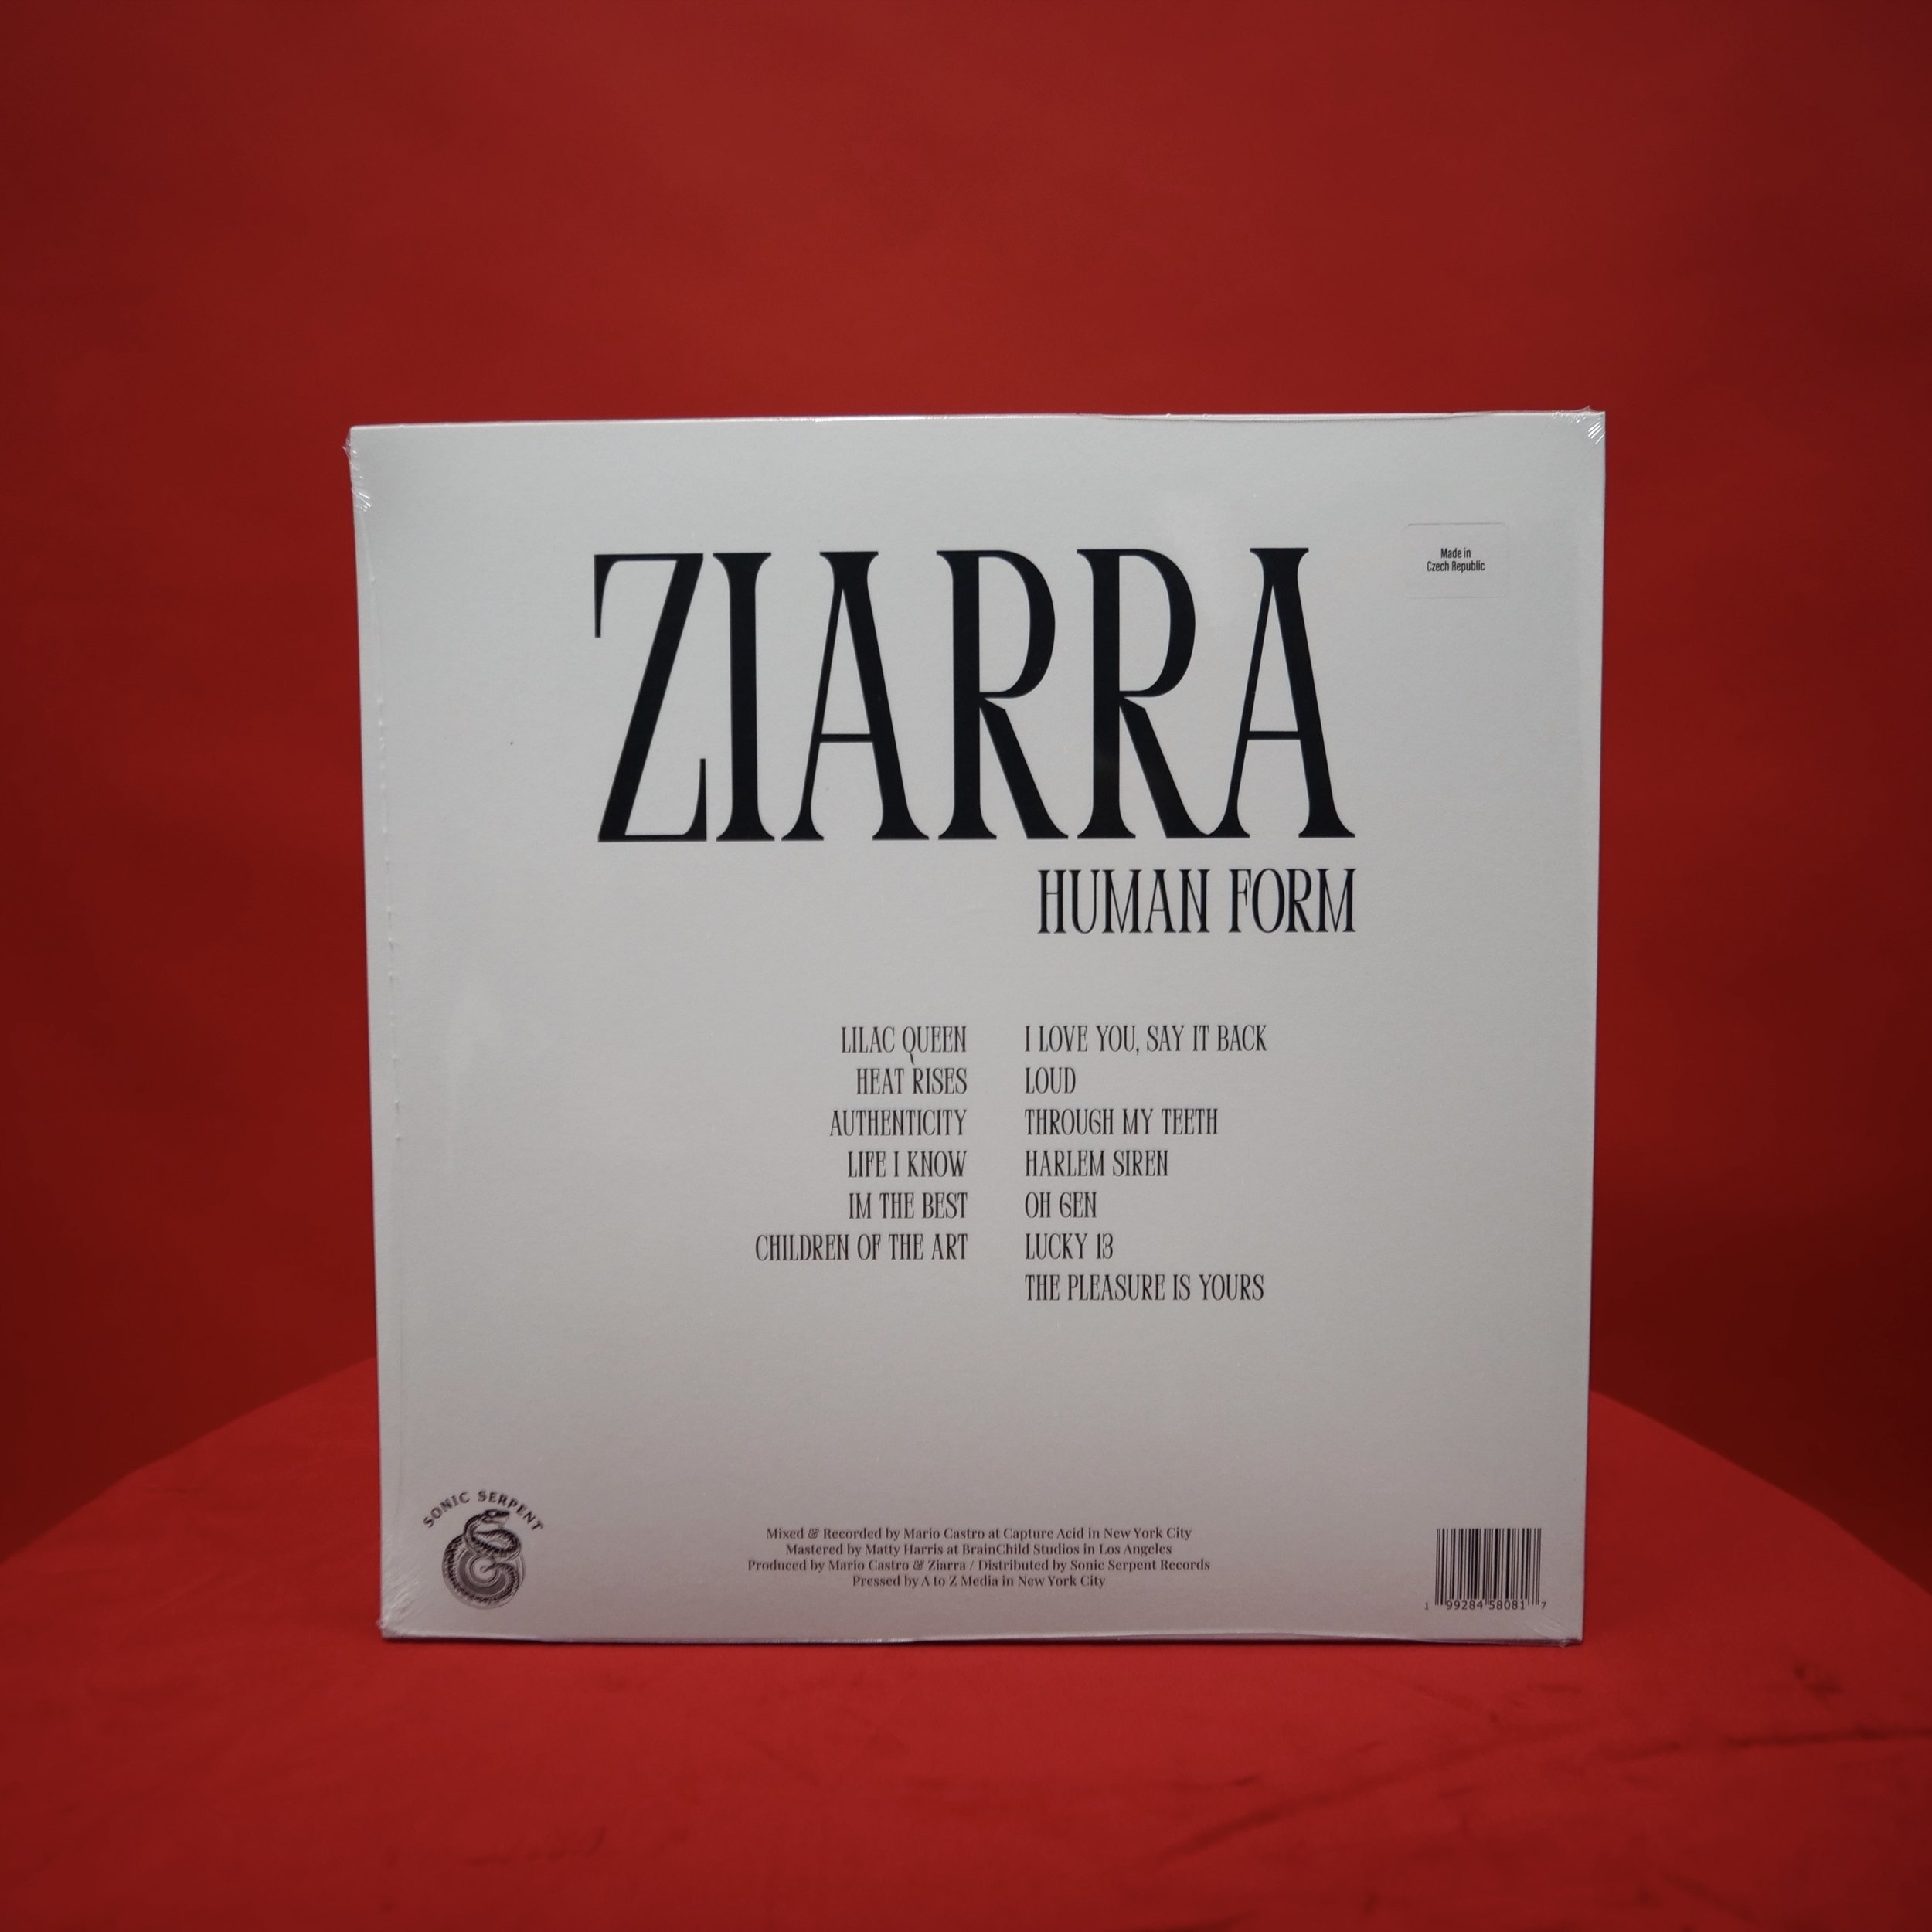 ZIARRA
Made in
Czech Republic
HUMAN FORM
LILAC QUEEN
HEAT RISES
AUTHENTICITY
LIFE I KNOW
IM THE BEST
CHILDREN OF THE ART
I LOVE YOU, SAY IT BACK
LOUD
THROUGH MY TEETH
HARLEM SIREN
OH GEN
LUCKY 13
THE PLEASURE IS YOURS
SONIC SERPENT
Mixed & Recorded by Mario Castro at Capture Acid in New York City
Mastered by Matty Harris at BrainChild Studios in Los Angeles
Produced by Mario Castro & Ziarra / Distributed by Sonic Serpent Records
Pressed by A to Z Media in New York City
1 99284 58081 7